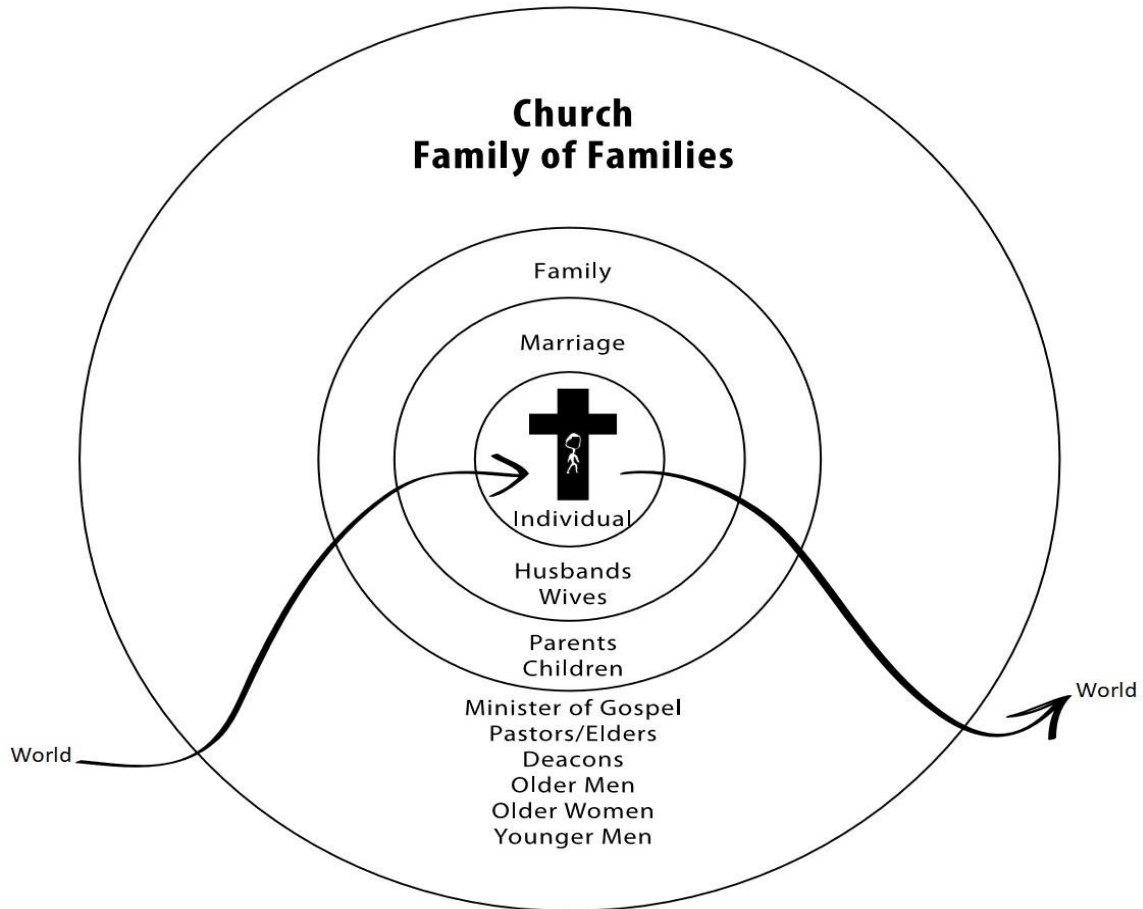 Church
Family of Families
Family
Marriage
Individual
Husbands
Wives
Parents
Children
Minister of Gospel
Pastors/Elders
Deacons
Older Men
Older Women
Younger Men
World
World